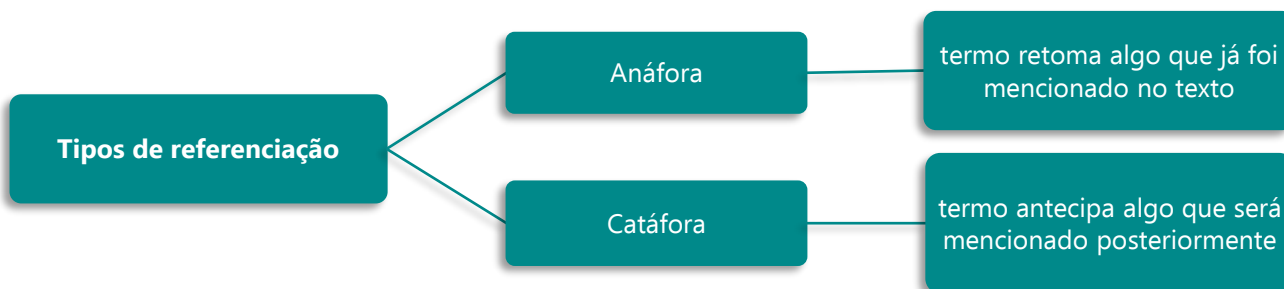 Tipos de referenciação
Anáfora
termo retoma algo que já foi
mencionado no texto
Catáfora
termo antecipa algo que será
mencionado posteriormente